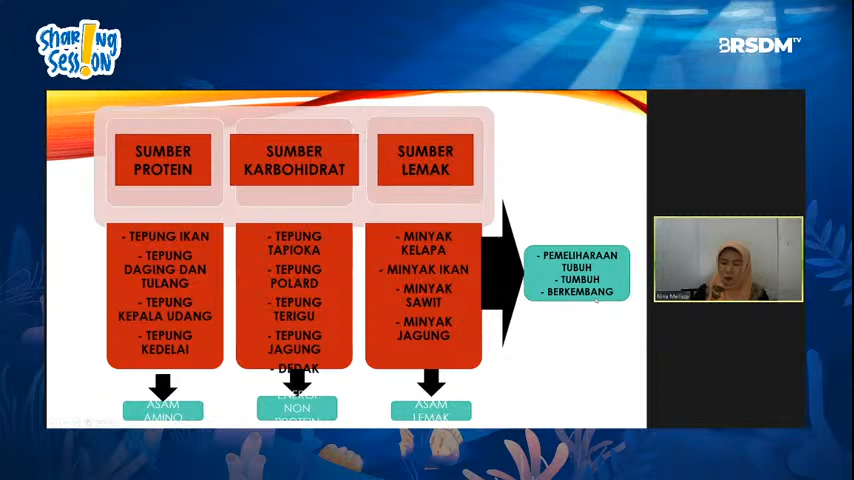 Sharing
Session
BRSDM TV
SUMBER
PROTEIN
SUMBER
KARBOHIDRAT
SUMBER
LEMAK
- TEPUNG IKAN
- TEPUNG
DAGING DAN
TULANG
- TEPUNG
KEPALA UDANG
- TEPUNG
KEDELAI
- TEPUNG
TAPIOKA
- TEPUNG
POLARD
- TEPUNG
TERIGU
- TEPUNG
JAGUNG
- DEDAK
- MINYAK
KELAPA
- MINYAK IKAN
- MINYAK
SAWIT
- MINYAK
JAGUNG
- PEMELIHARAAN
TUBUH
- TUMBUH
- BERKEMBANG
ASAM
AMINO
ENERGI
NON
PROTEIN
ASAM
LEMAK
Nina Meilisza